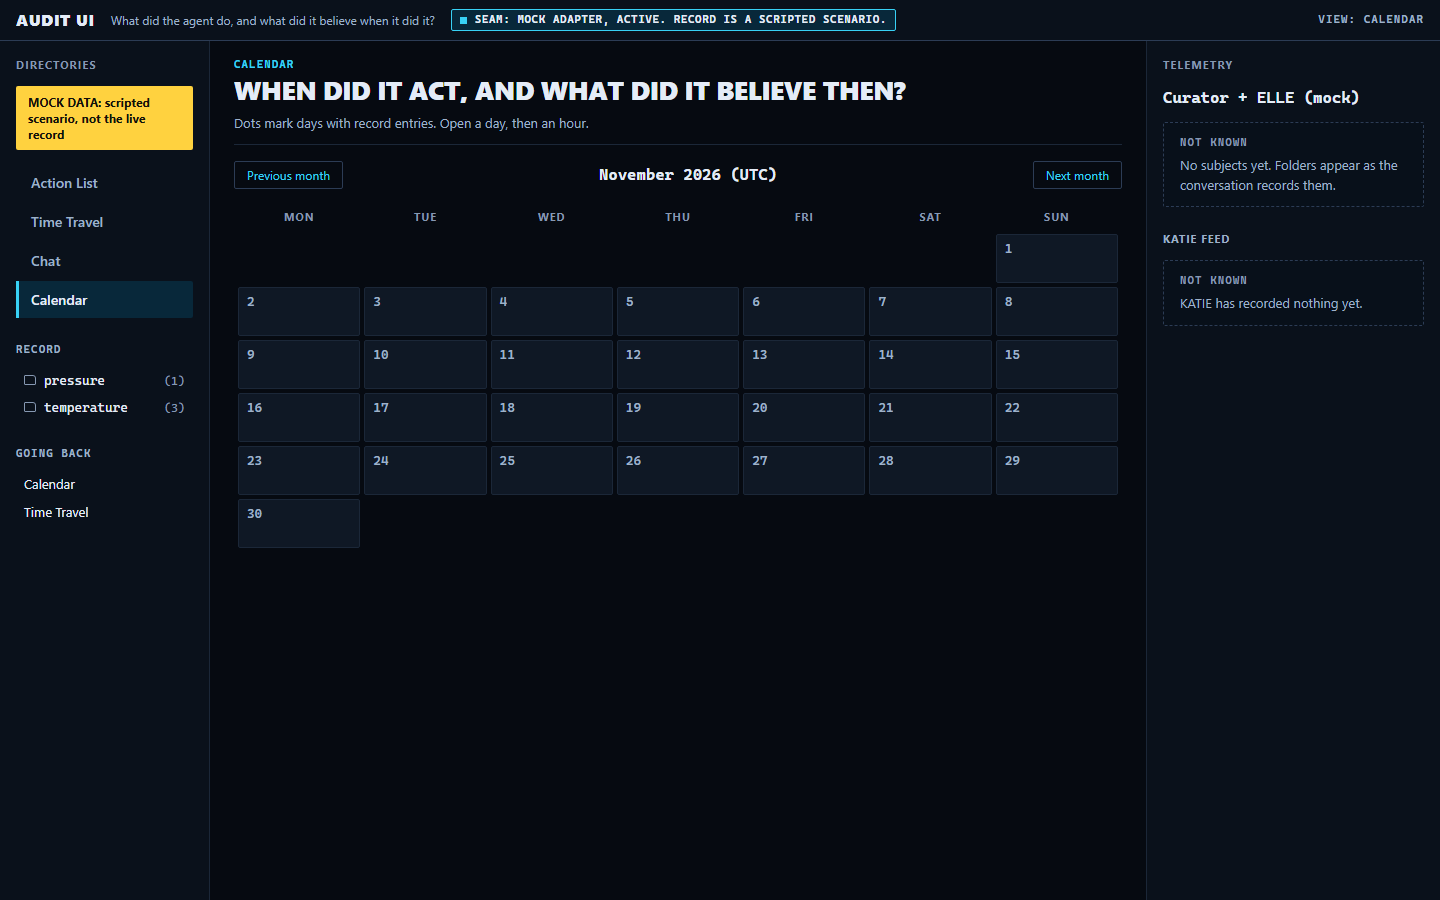 AUDIT UI
What did the agent do, and what did it believe when it did it?
SEAM: MOCK ADAPTER, ACTIVE. RECORD IS A SCRIPTED SCENARIO.
VIEW: CALENDAR
DIRECTORIES
MOCK DATA: scripted
scenario, not the live
record
Action List
Time Travel
Chat
Calendar
RECORD
pressure (1)
temperature (3)
GOING BACK
Calendar
Time Travel
CALENDAR
WHEN DID IT ACT, AND WHAT DID IT BELIEVE THEN?
Dots mark days with record entries. Open a day, then an hour.
Previous month
November 2026 (UTC)
Next month
MON TUE WED THU FRI SAT SUN
1
2 3 4 5 6 7 8
9 10 11 12 13 14 15
16 17 18 19 20 21 22
23 24 25 26 27 28 29
30
TELEMETRY
Curator + ELLE (mock)
NOT KNOWN
No subjects yet. Folders appear as the
conversation records them.
KATIE FEED
NOT KNOWN
KATIE has recorded nothing yet.